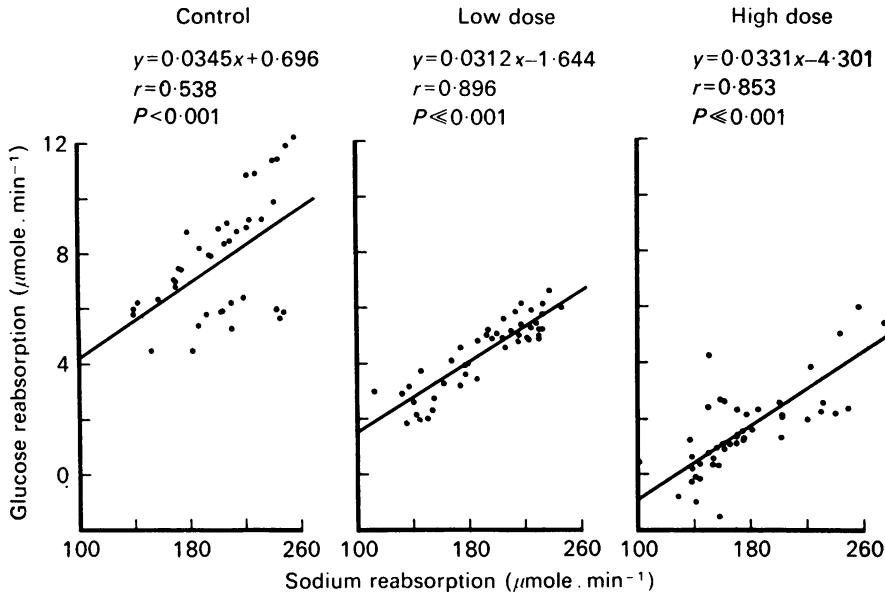 Control
y=0·0345x+0·696
r=0·538
P<0·001
Low dose
y=0·0312x−1·644
r=0·896
P≪0·001
High dose
y=0·0331x−4·301
r=0·853
P≪0·001
Glucose reabsorption (μmole . min⁻¹)
12
8
4
0
100
180
260
100
180
260
100
180
260
Sodium reabsorption (μmole . min⁻¹)